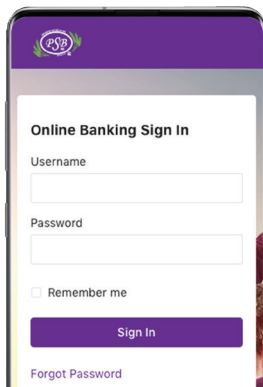 PSB
Online Banking Sign In
Username
Password
Remember me
Sign In
Forgot Password